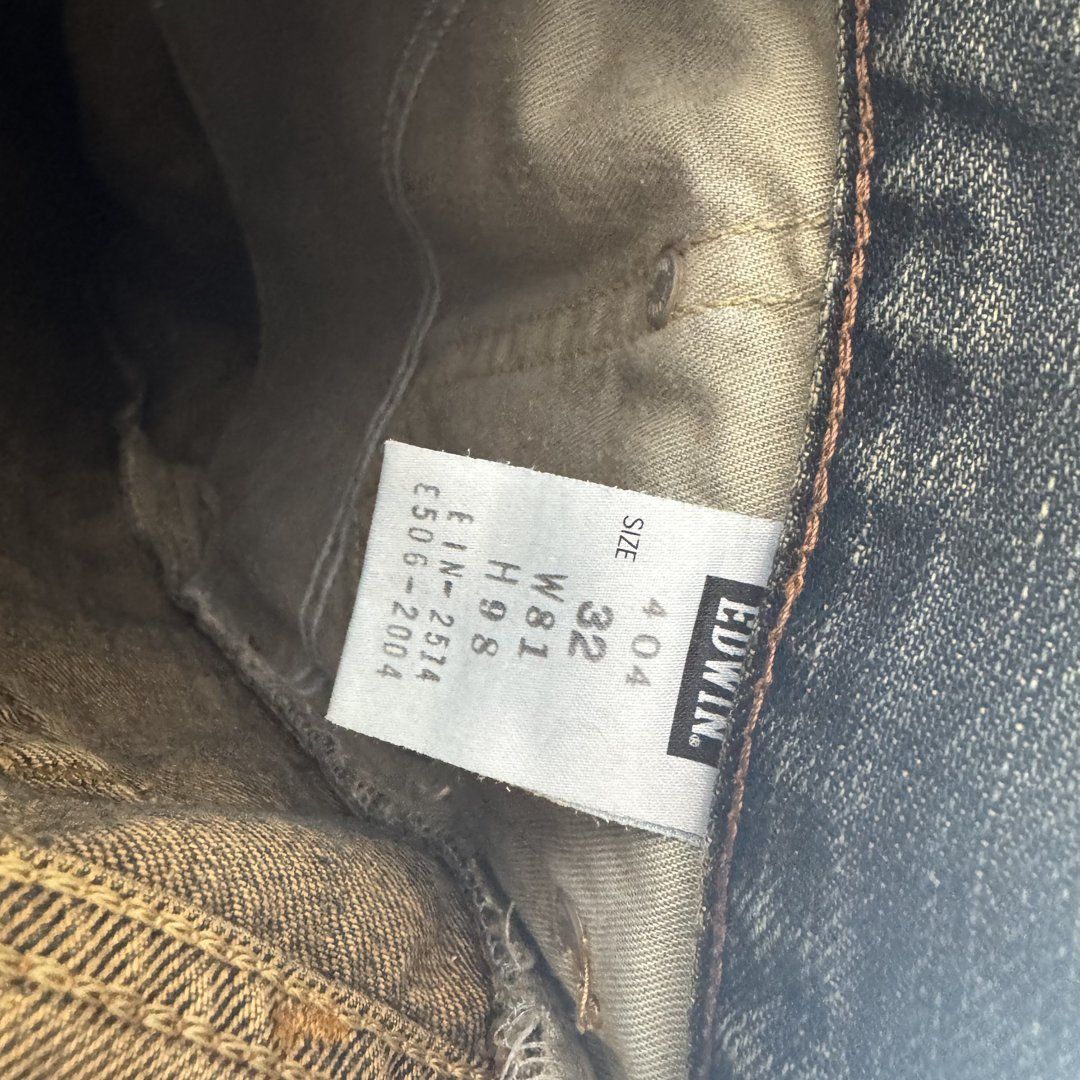 EDWIN®
404
SIZE
32
W81
H98
EIN-2514
E506-2004